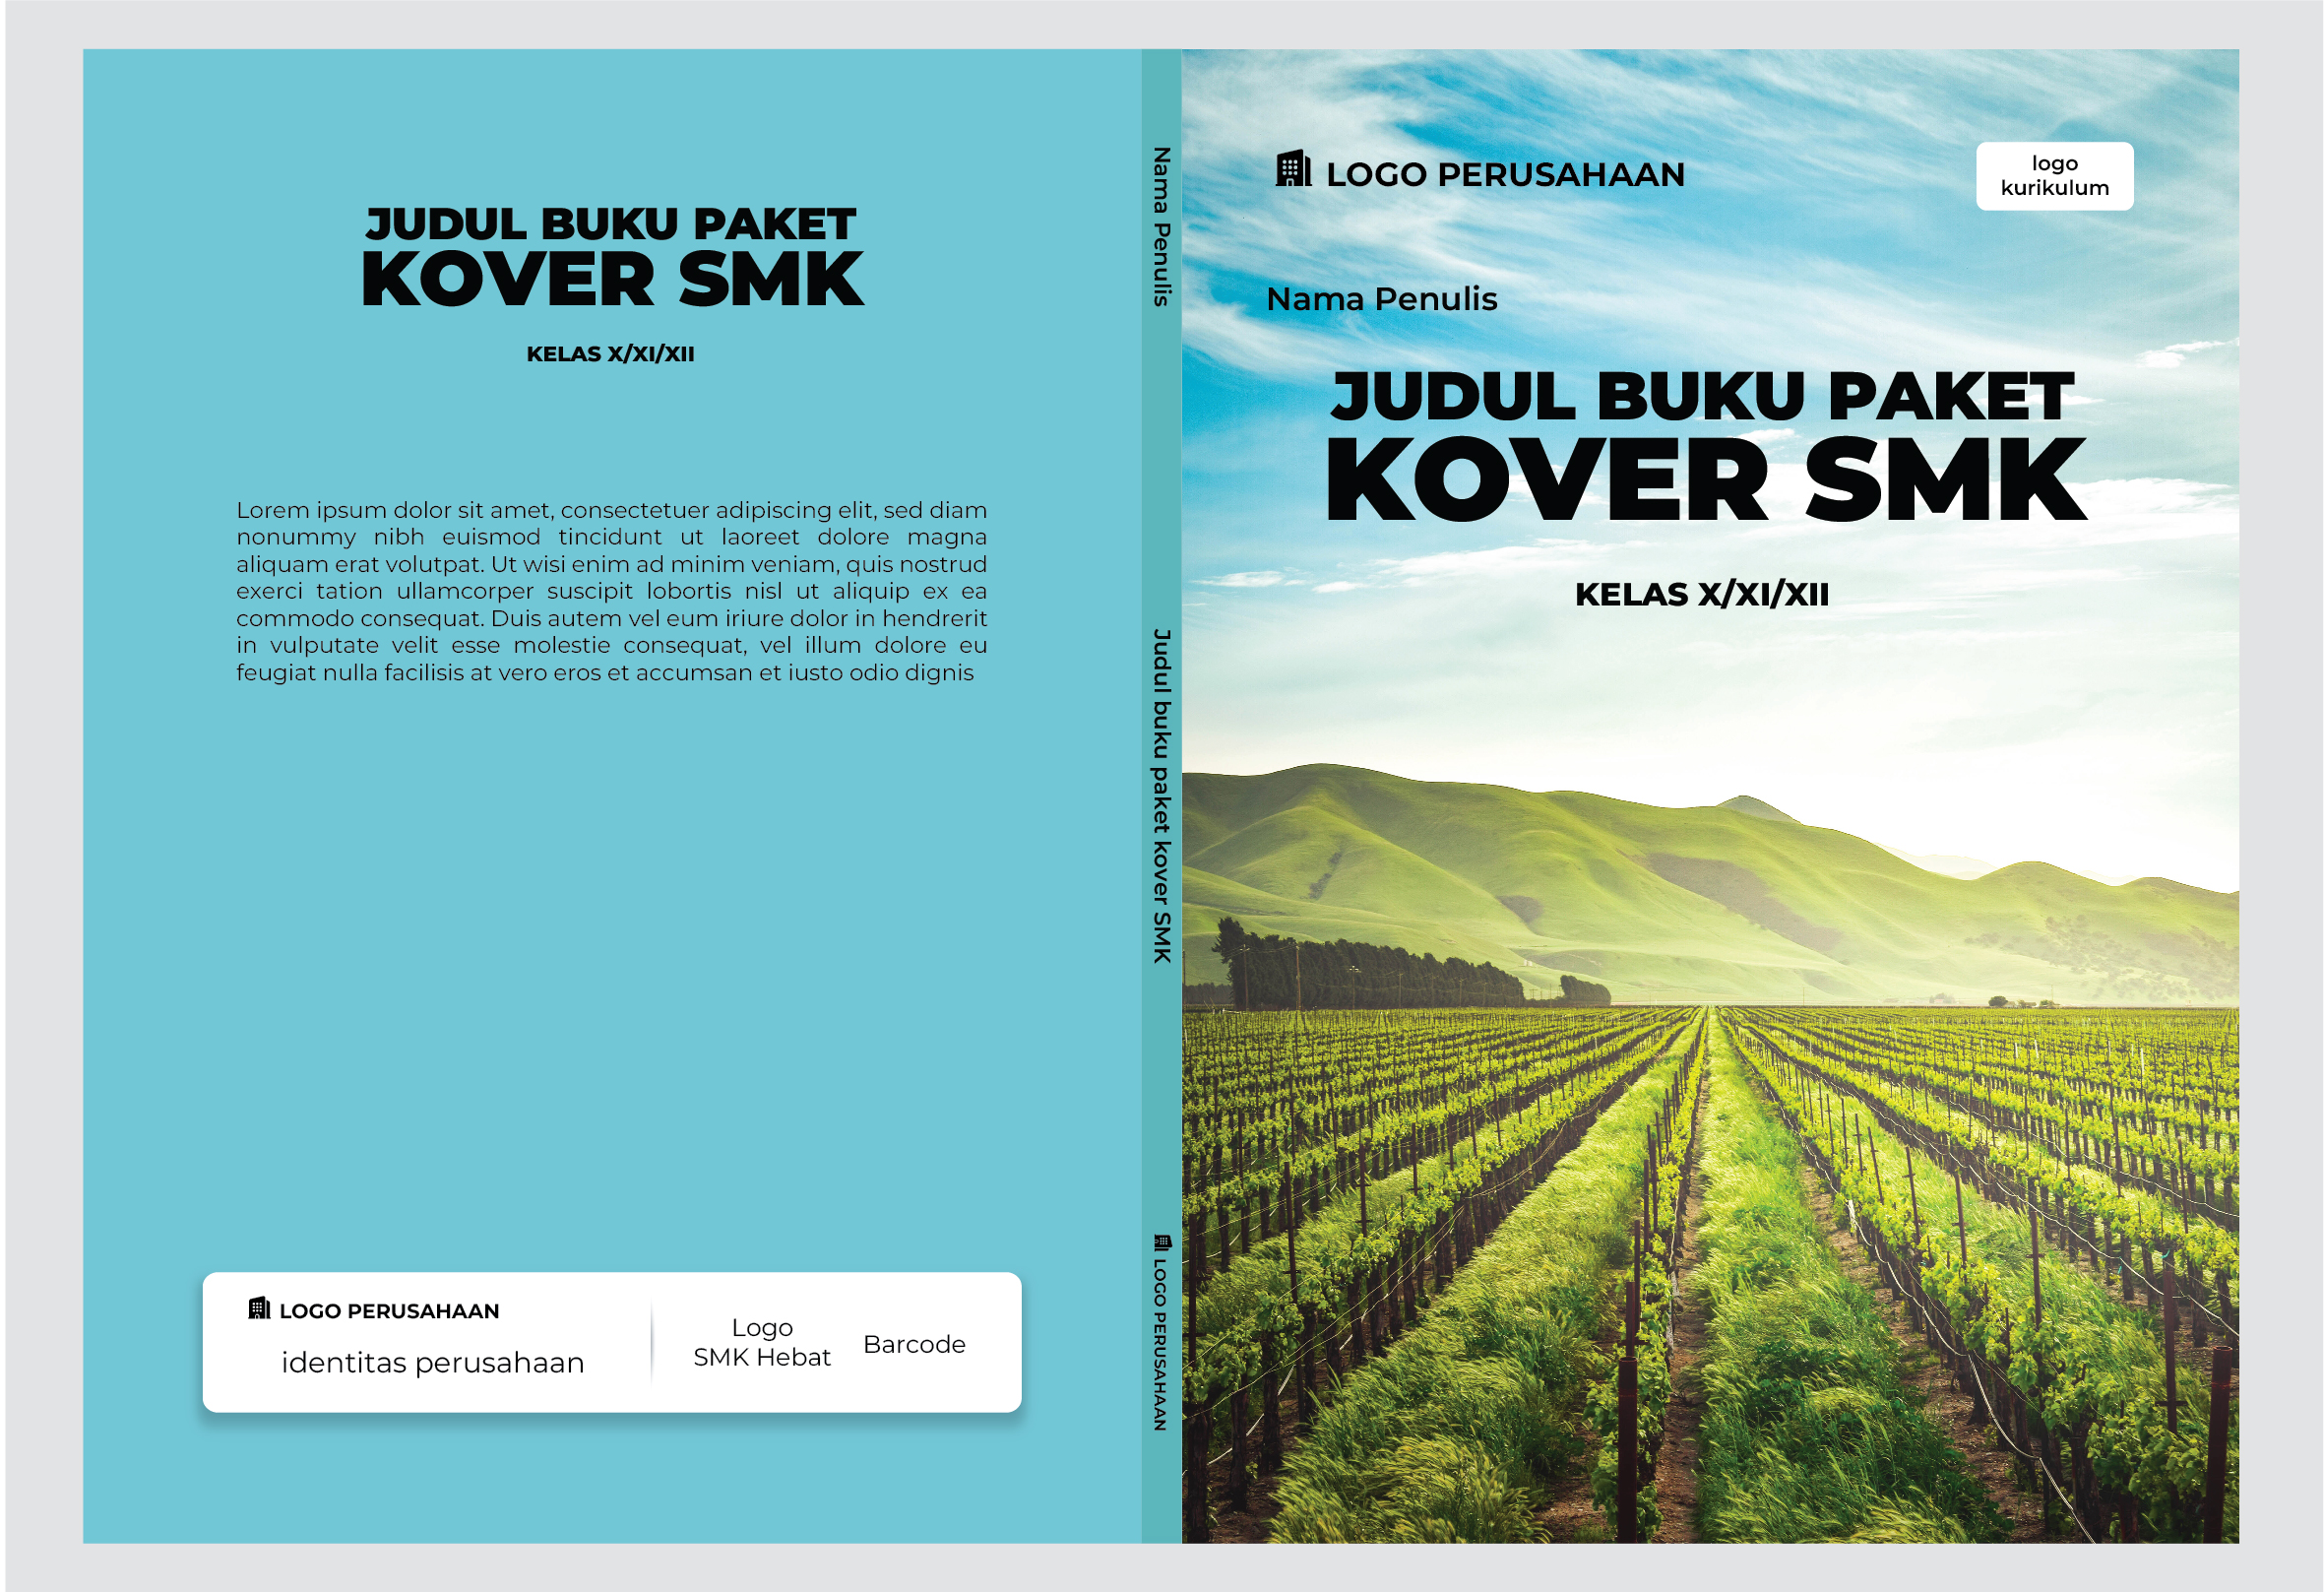 JUDUL BUKU PAKET
KOVER SMK
KELAS X/XI/XII
Lorem ipsum dolor sit amet, consectetuer adipiscing elit, sed diam
nonummy nibh euismod tincidunt ut laoreet dolore magna
aliquam erat volutpat. Ut wisi enim ad minim veniam, quis nostrud
exerci tation ullamcorper suscipit lobortis nisl ut aliquip ex ea
commodo consequat. Duis autem vel eum iriure dolor in hendrerit
in vulputate velit esse molestie consequat, vel illum dolore eu
feugiat nulla facilisis at vero eros et accumsan et iusto odio dignis
LOGO PERUSAHAAN
identitas perusahaan
Logo
SMK Hebat
Barcode
Nama Penulis
Judul buku paket kover SMK
LOGO PERUSAHAAN
LOGO PERUSAHAAN
logo
kurikulum
Nama Penulis
JUDUL BUKU PAKET
KOVER SMK
KELAS X/XI/XII